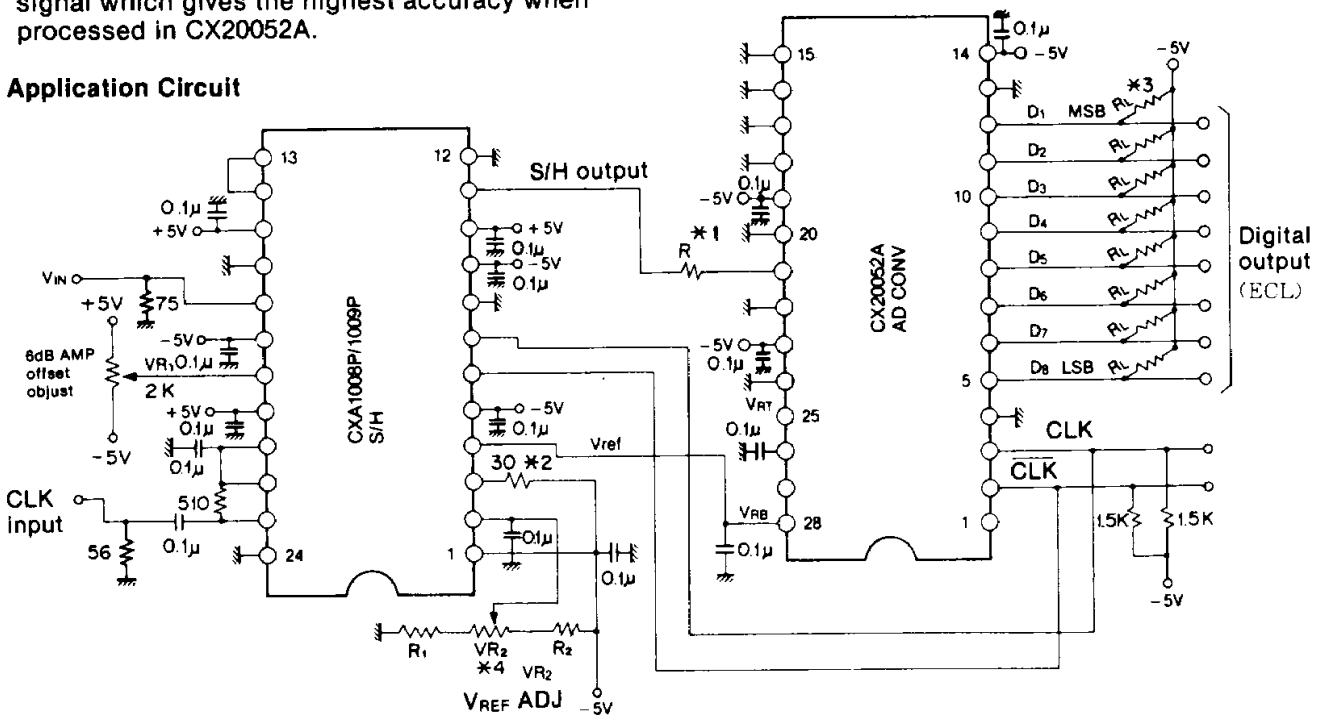 signal which gives the highest accuracy when
processed in CX20052A.
Application Circuit
13
12
0.1μ
+5V
VIN
75
+5V
-5V
0.1μ
6dB AMP
offset
objust
VR1
2K
+5V
0.1μ
-5V
0.1μ
CLK
input
510
56
0.1μ
24
CXA1008P/1009P
S/H
S/H output
+5V
0.1μ
-5V
0.1μ
-5V
0.1μ
Vref
30 *2
0.1μ
1
0.1μ
R1
VR2
*4
R2
VR2
VREF ADJ
-5V
*1
R
15
14
0.1μ
-5V
0.1μ
-5V
20
-5V
0.1μ
VRT
25
0.1μ
VRB
28
0.1μ
CX20052A
AD CONV
10
5
1
-5V
*3
D1 MSB RL
D2 RL
D3 RL
D4 RL
D5 RL
D6 RL
D7 RL
D8 LSB RL
Digital
output
(ECL)
CLK
CLK
1.5K
1.5K
-5V